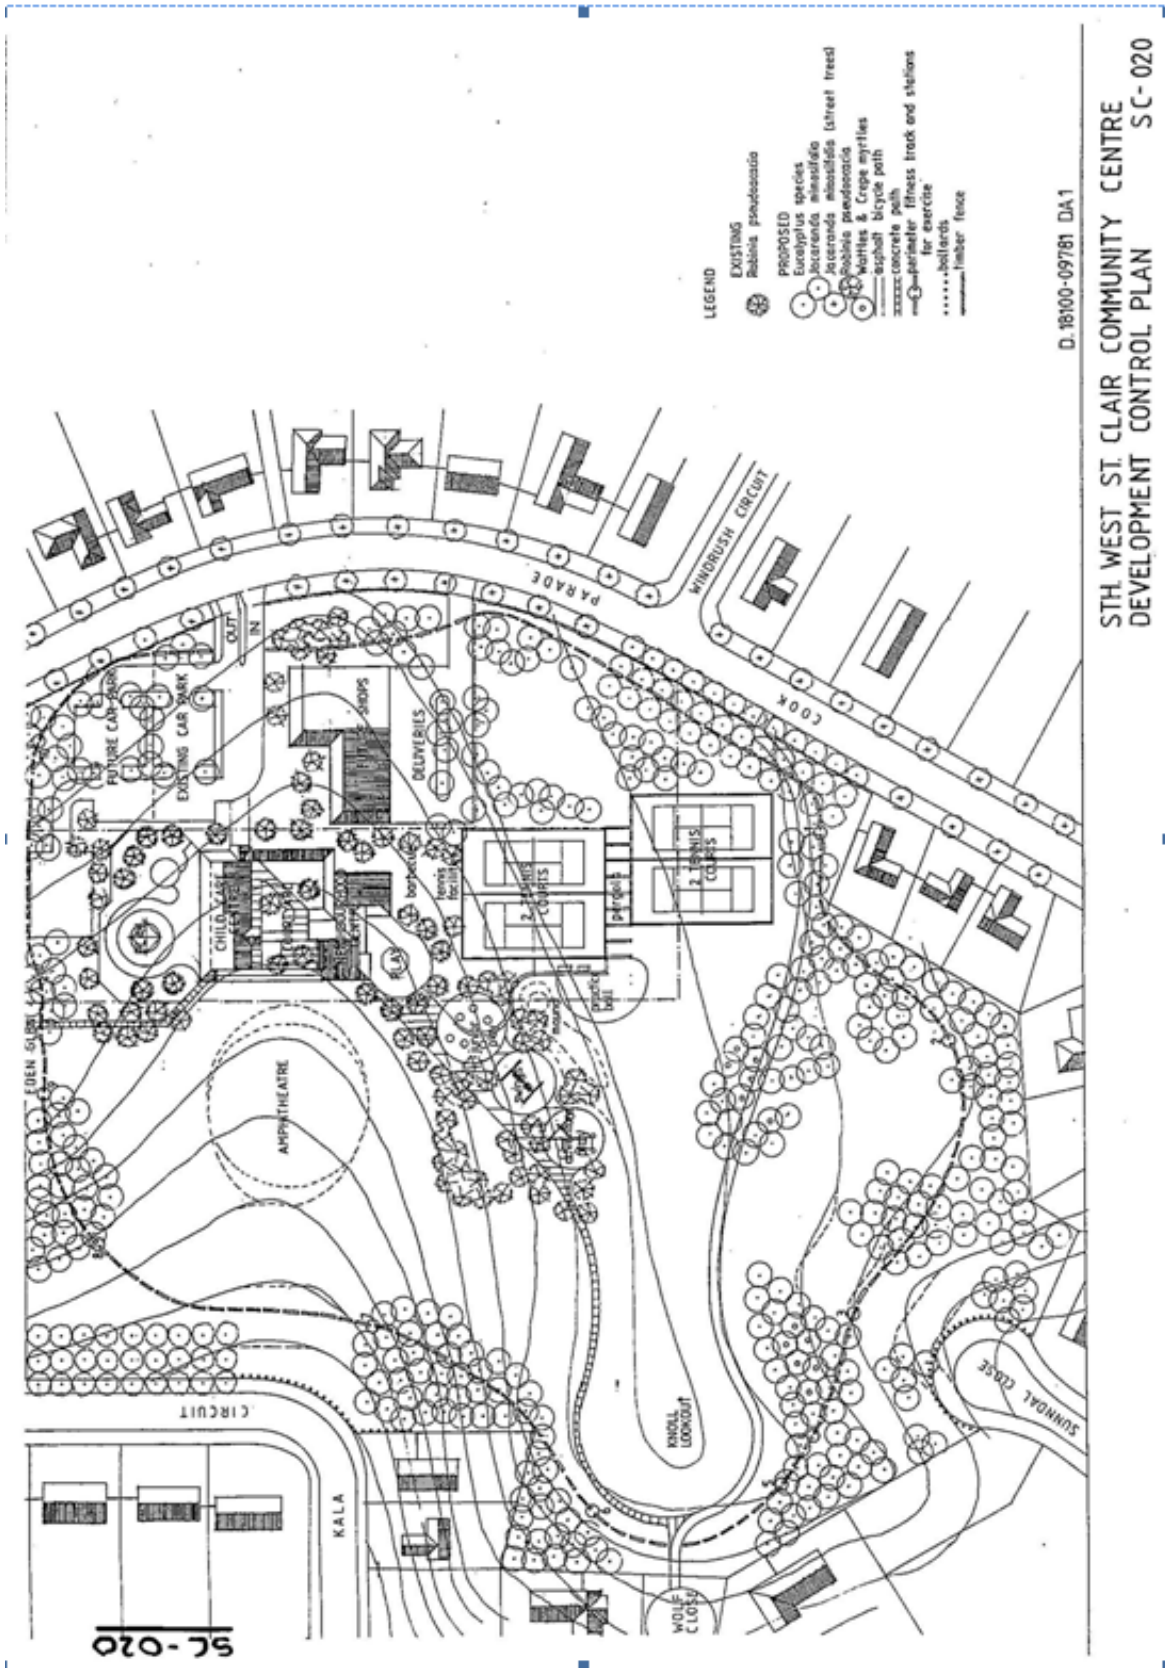 STH. WEST ST. CLAIR COMMUNITY CENTRE
DEVELOPMENT CONTROL PLAN SC-020
D.18100-09781 DA1
LEGEND
EXISTING
Robinia pseudoacacia
PROPOSED
Eucalyptus species
Jacaranda mimosifolia
Jacaranda mimosifolia (street trees)
Robinia pseudoacacia
Wattles & Crepe myrtles
asphalt bicycle path
concrete path
perimeter fitness track and stations
for exercise
bollards
timber fence
WINDRUSH CIRCUIT
COOK
PARADE
OUT
IN
FUTURE CAR PARK
EXISTING CAR PARK
SHOPS
DELIVERIES
CHILD CARE
CENTRE
barbecue
tennis
facility
2 TENNIS
COURTS
pergola
2 TENNIS
COURTS
PLAY
mound
practice
ball
EDEN GLEN
AMPHITHEATRE
KNOLL
LOOKOUT
CIRCUIT
KALA
WOLF
CLOSE
SUNNDAL CLOSE
SC-020